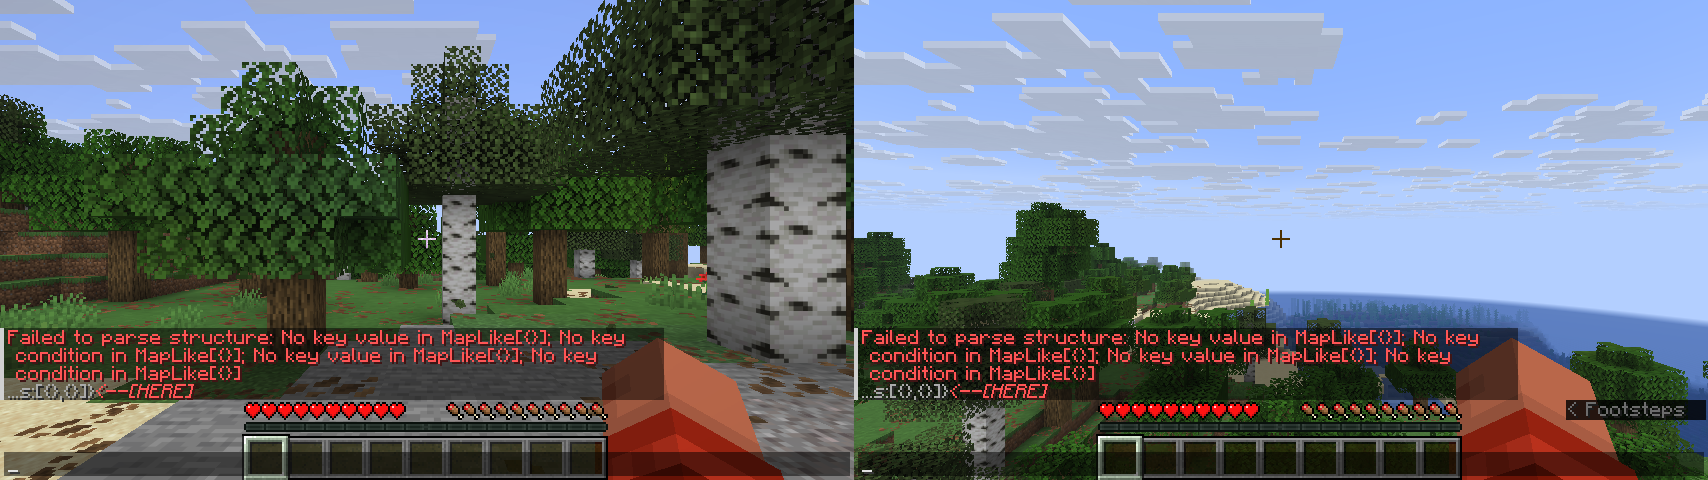 Failed to parse structure: No key value in MapLike[{}]; No key
condition in MapLike[{}]; No key value in MapLike[{}]; No key
condition in MapLike[{}]
...s:[{},{}]}<--[HERE]
_
Failed to parse structure: No key value in MapLike[{}]; No key
condition in MapLike[{}]; No key value in MapLike[{}]; No key
condition in MapLike[{}]
...s:[{},{}]}<--[HERE]
< Footsteps
_